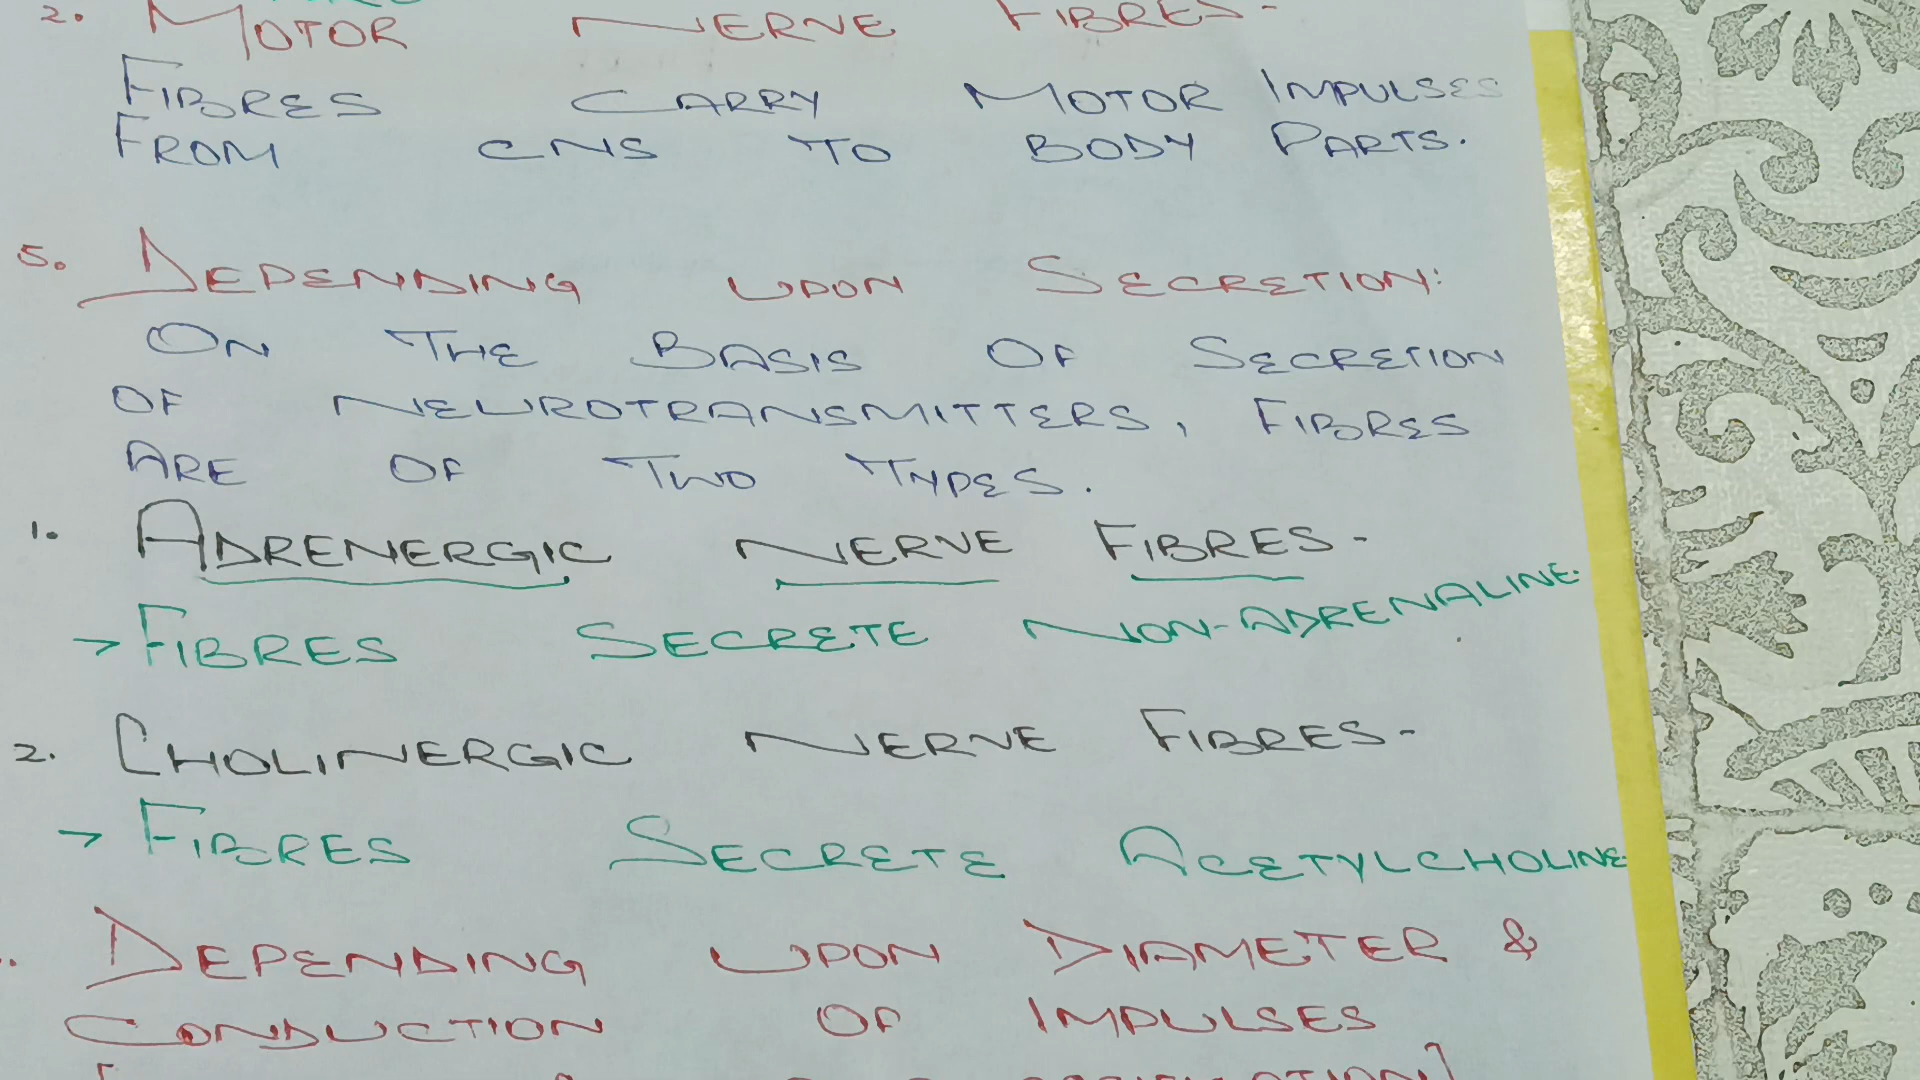 2. MOTOR NERVE FIBRES-
FIBRES CARRY MOTOR IMPULSES
FROM CNS TO BODY PARTS.
5. DEPENDING UPON SECRETION:
ON THE BASIS OF SECRETION
OF NEUROTRANSMITTERS, FIBRES
ARE OF TWO TYPES.
1. ADRENERGIC NERVE FIBRES-
→ FIBRES SECRETE NON-ADRENALINE.
2. CHOLINERGIC NERVE FIBRES-
→ FIBRES SECRETE ACETYLCHOLINE
DEPENDING UPON DIAMETER &
CONDUCTION OF IMPULSES